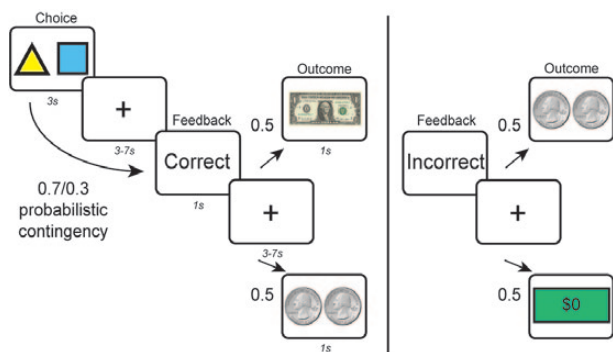 Choice
3s
+
3-7s
0.7/0.3
probabilistic
contingency
Feedback
Correct
1s
+
3-7s
Outcome
0.5
1s
0.5
1s
Feedback
Incorrect
+
Outcome
0.5
0.5
$0